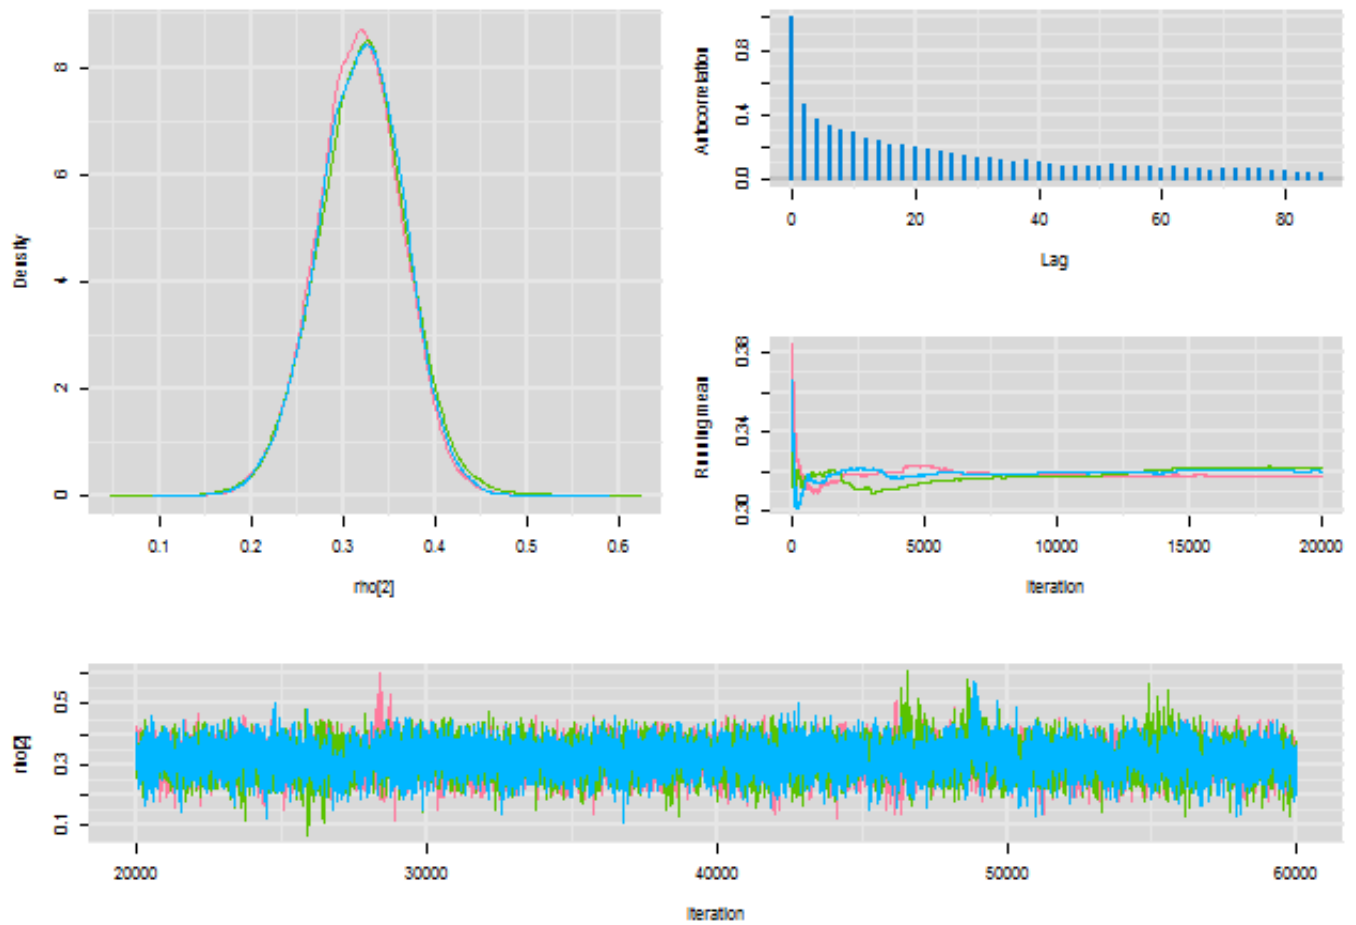 Density
8
6
4
2
0
0.1 0.2 0.3 0.4 0.5 0.6
rho[2]
Autocorrelation
0.8
0.4
0.0
0 20 40 60 80
Lag
Running mean
0.38
0.34
0.30
0 5000 10000 15000 20000
Iteration
rho[2]
0.5
0.3
0.1
20000 30000 40000 50000 60000
Iteration